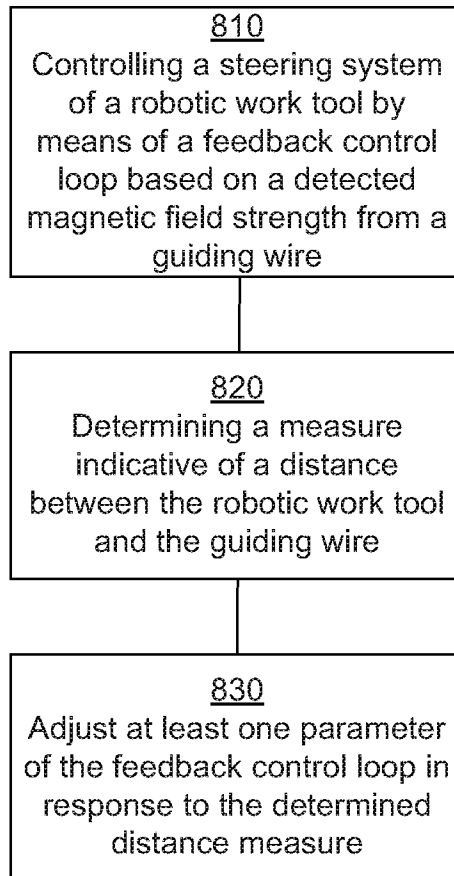 810
Controlling a steering system
of a robotic work tool by
means of a feedback control
loop based on a detected
magnetic field strength from a
guiding wire
820
Determining a measure
indicative of a distance
between the robotic work tool
and the guiding wire
830
Adjust at least one parameter
of the feedback control loop in
response to the determined
distance measure